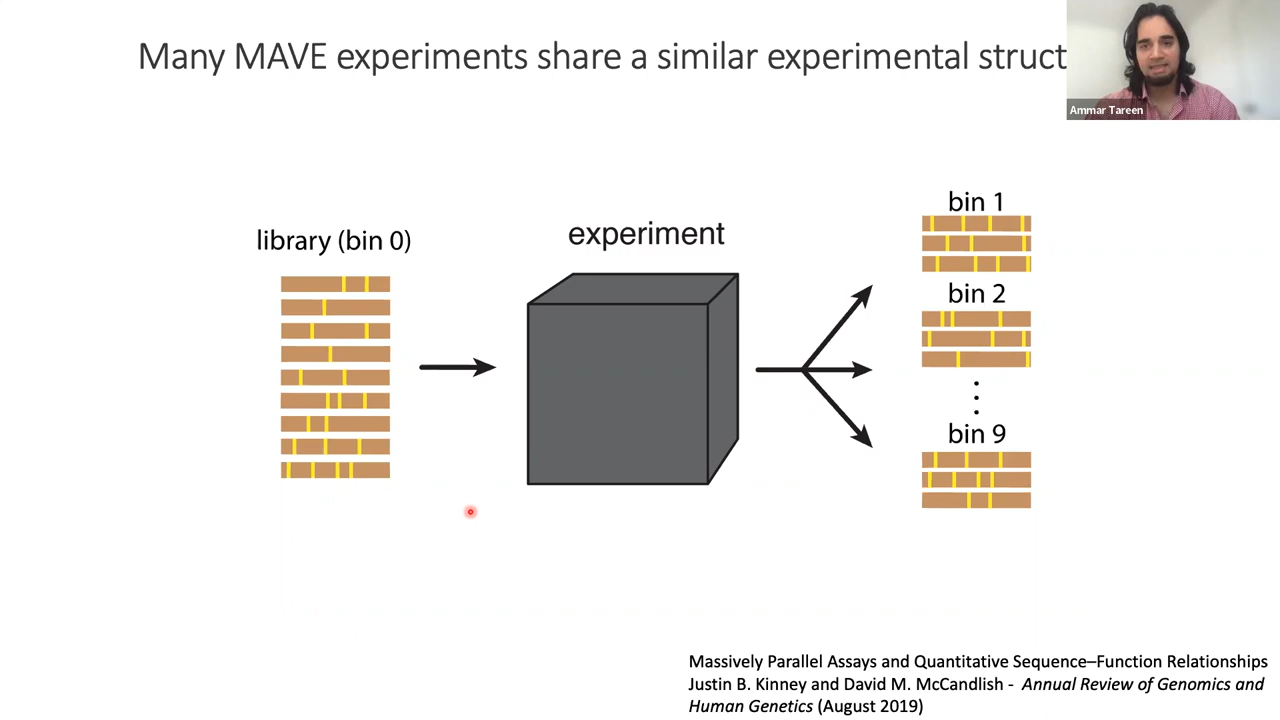 Many MAVE experiments share a similar experimental struct
Ammar Tareen
library (bin 0)
experiment
bin 1
bin 2
bin 9
Massively Parallel Assays and Quantitative Sequence–Function Relationships
Justin B. Kinney and David M. McCandlish - Annual Review of Genomics and
Human Genetics (August 2019)